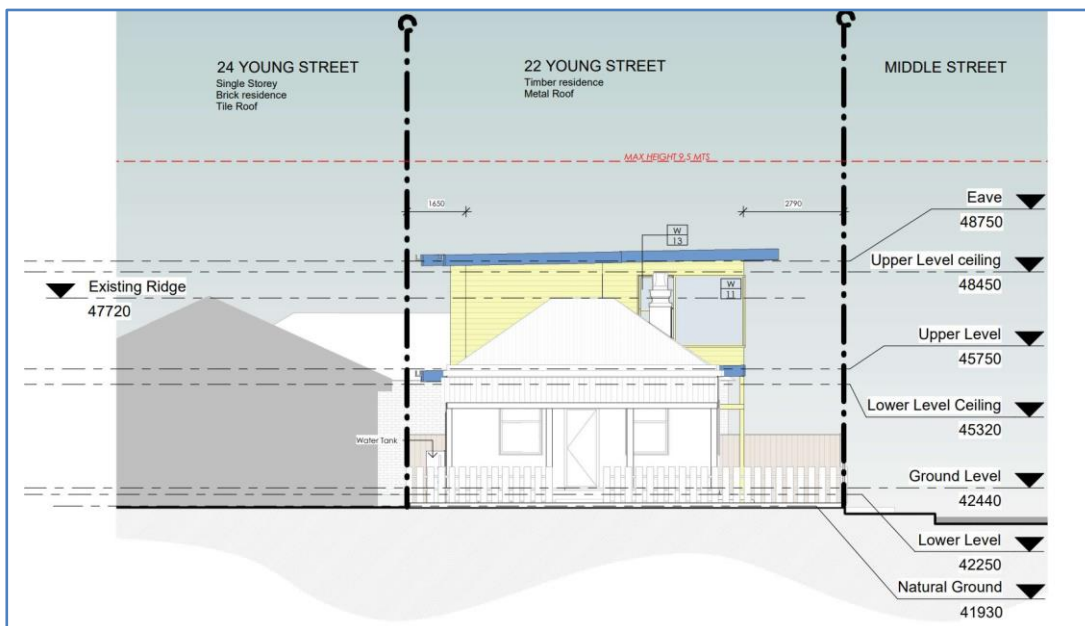 24 YOUNG STREET
Single Storey
Brick residence
Tile Roof
22 YOUNG STREET
Timber residence
Metal Roof
MIDDLE STREET
MAX HEIGHT 9.5 MTS
1650
2790
Eave
48750
W
13
Upper Level ceiling
48450
Existing Ridge
47720
W
11
Upper Level
45750
Lower Level Ceiling
45320
Water Tank
Ground Level
42440
Lower Level
42250
Natural Ground
41930